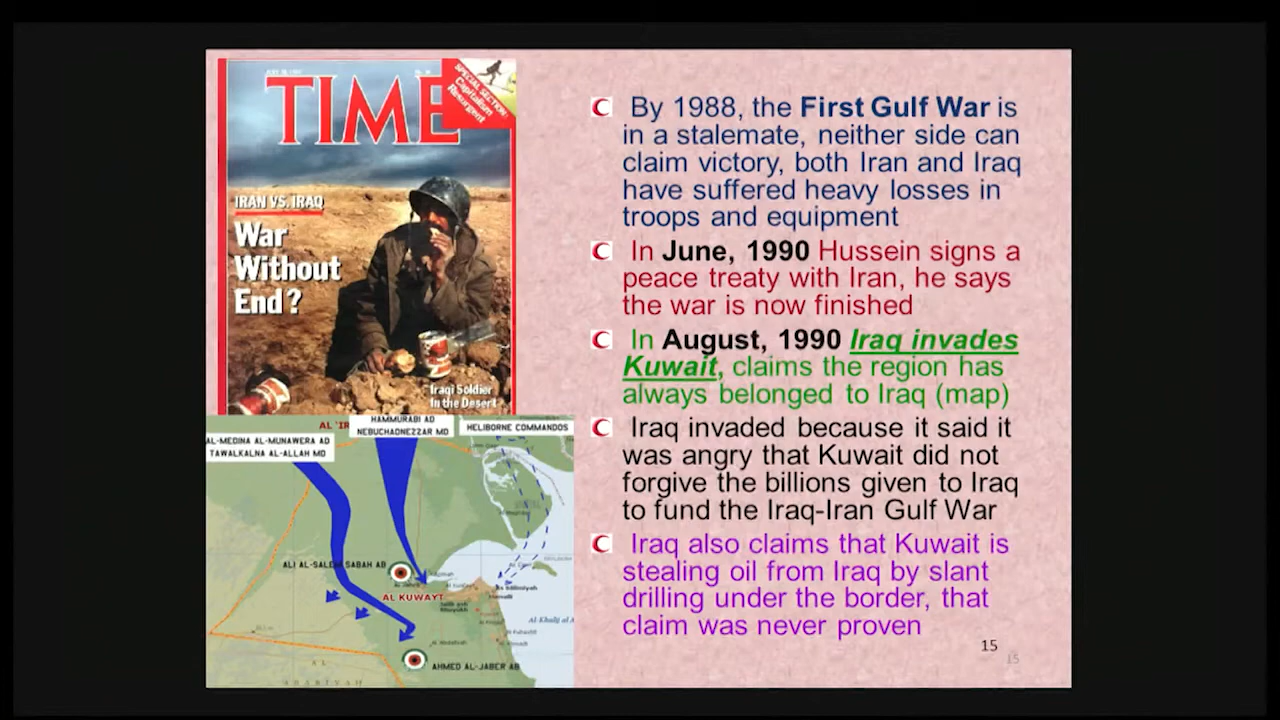 TIME
SPECIAL SECTION:
Capitalism
Resurgent
IRAN VS. IRAQ
War
Without
End?
Iraqi Soldier
In the Desert
By 1988, the First Gulf War is
in a stalemate, neither side can
claim victory, both Iran and Iraq
have suffered heavy losses in
troops and equipment
In June, 1990 Hussein signs a
peace treaty with Iran, he says
the war is now finished
In August, 1990 Iraq invades
Kuwait, claims the region has
always belonged to Iraq (map)
Iraq invaded because it said it
was angry that Kuwait did not
forgive the billions given to Iraq
to fund the Iraq-Iran Gulf War
Iraq also claims that Kuwait is
stealing oil from Iraq by slant
drilling under the border, that
claim was never proven
AL-MEDINA AL-MUNAWERA AD
TAWALKALNA AL-ALLAH MD
HAMMURABI AD
NEBUCHADNEZZAR MD
HELIBORNE COMMANDOS
ALI AL-SALEM SABAH AB
AL KUWAYT
AHMED AL-JABER AB
15
15